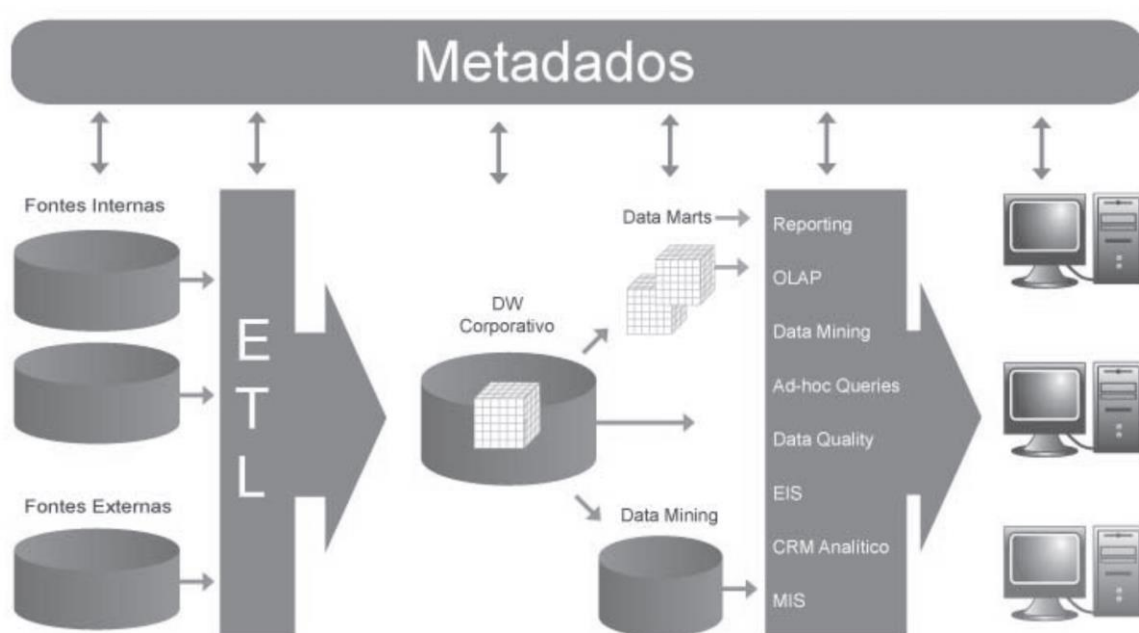 Metadados
Fontes Internas
Fontes Externas
E
T
L
DW
Corporativo
Data Marts
Data Mining
Reporting
OLAP
Data Mining
Ad-hoc Queries
Data Quality
EIS
CRM Analítico
MIS